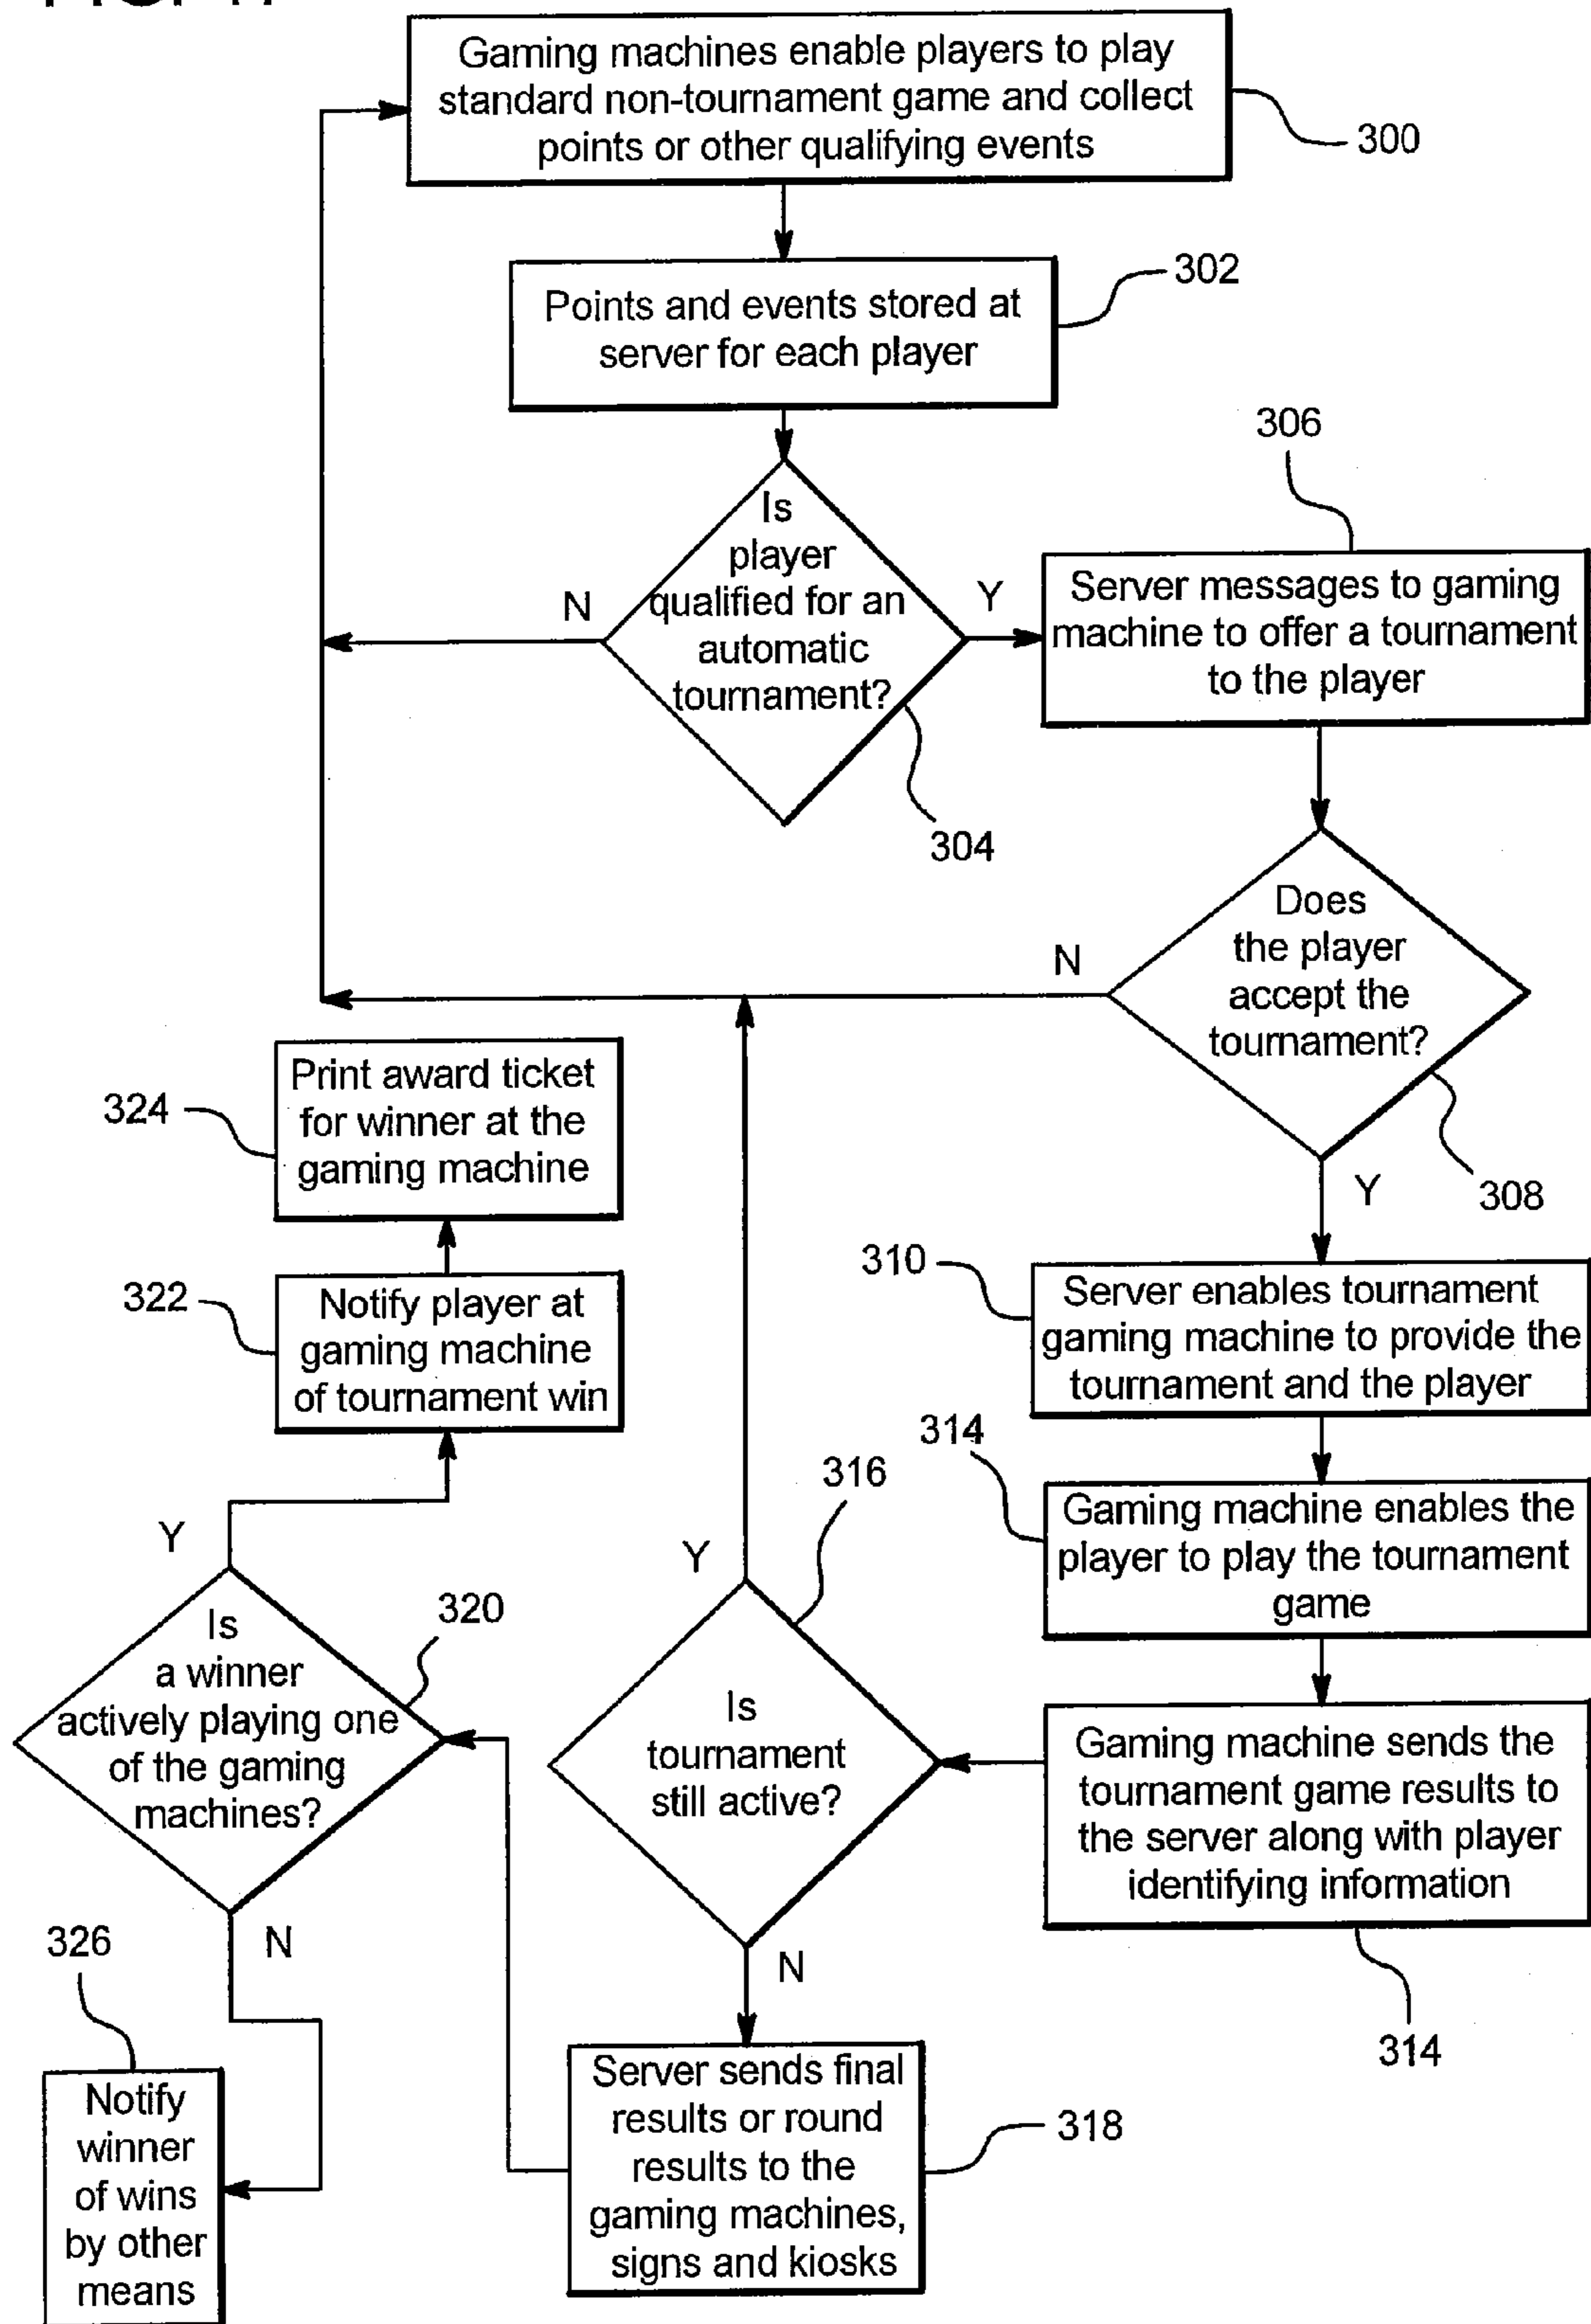 Gaming machines enable players to play
standard non-tournament game and collect
points or other qualifying events
300
Points and events stored at
server for each player
302
Is
player
qualified for an
automatic
tournament?
N
Y
304
306
Server messages to gaming
machine to offer a tournament
to the player
Does
the player
accept the
tournament?
N
Y
308
310
Server enables tournament
gaming machine to provide the
tournament and the player
314
Gaming machine enables the
player to play the tournament
game
Gaming machine sends the
tournament game results to
the server along with player
identifying information
314
316
Is
tournament
still active?
Y
N
Server sends final
results or round
results to the
gaming machines,
signs and kiosks
318
320
Is
a winner
actively playing one
of the gaming
machines?
Y
N
322
Notify player at
gaming machine
of tournament win
324
Print award ticket
for winner at the
gaming machine
326
Notify
winner
of wins
by other
means